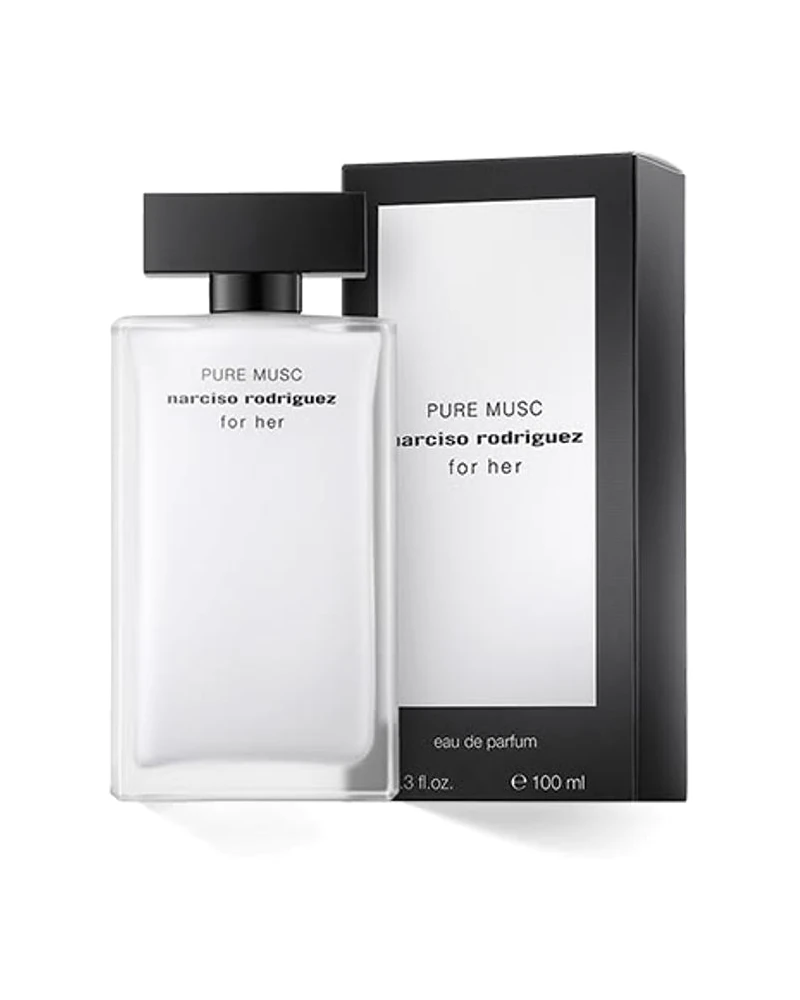 PURE MUSC
narciso rodriguez
for her
PURE MUSC
narciso rodriguez
for her
eau de parfum
.3 fl.oz. ℮ 100 ml